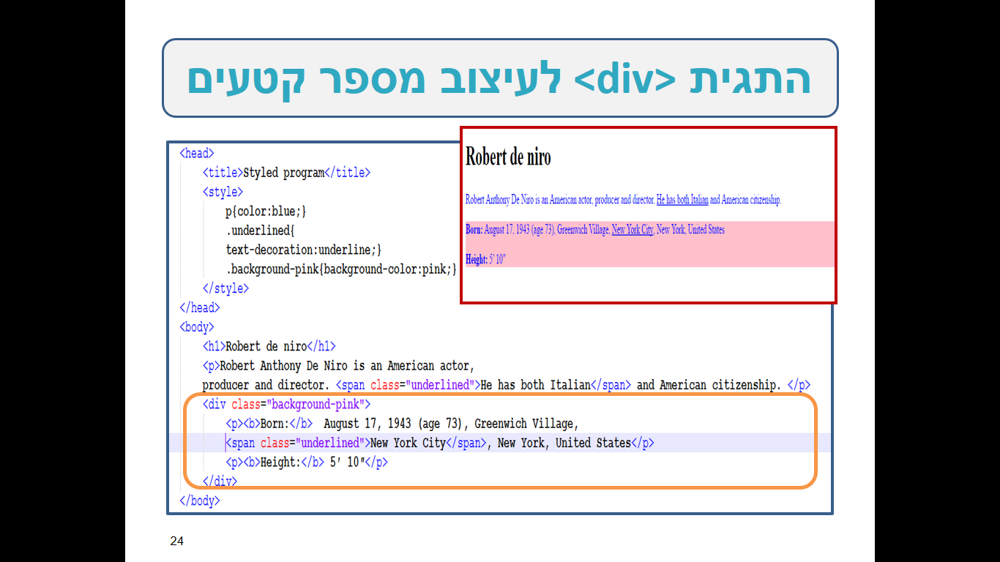 התגית <div> לעיצוב מספר קטעים
<head>
<title>Styled program</title>
<style>
p{color:blue;}
.underlined{
text-decoration:underline;}
.background-pink{background-color:pink;}
</style>
</head>
<body>
<h1>Robert de niro</h1>
<p>Robert Anthony De Niro is an American actor,
producer and director. <span class="underlined">He has both Italian</span> and American citizenship. </p>
<div class="background-pink">
<p><b>Born:</b>  August 17, 1943 (age 73), Greenwich Village,
<span class="underlined">New York City</span>, New York, United States</p>
<p><b>Height:</b> 5′ 10″</p>
</div>
</body>
Robert de niro
Robert Anthony De Niro is an American actor, producer and director. He has both Italian and American citizenship.
Born: August 17, 1943 (age 73), Greenwich Village, New York City, New York, United States
Height: 5′ 10″
24